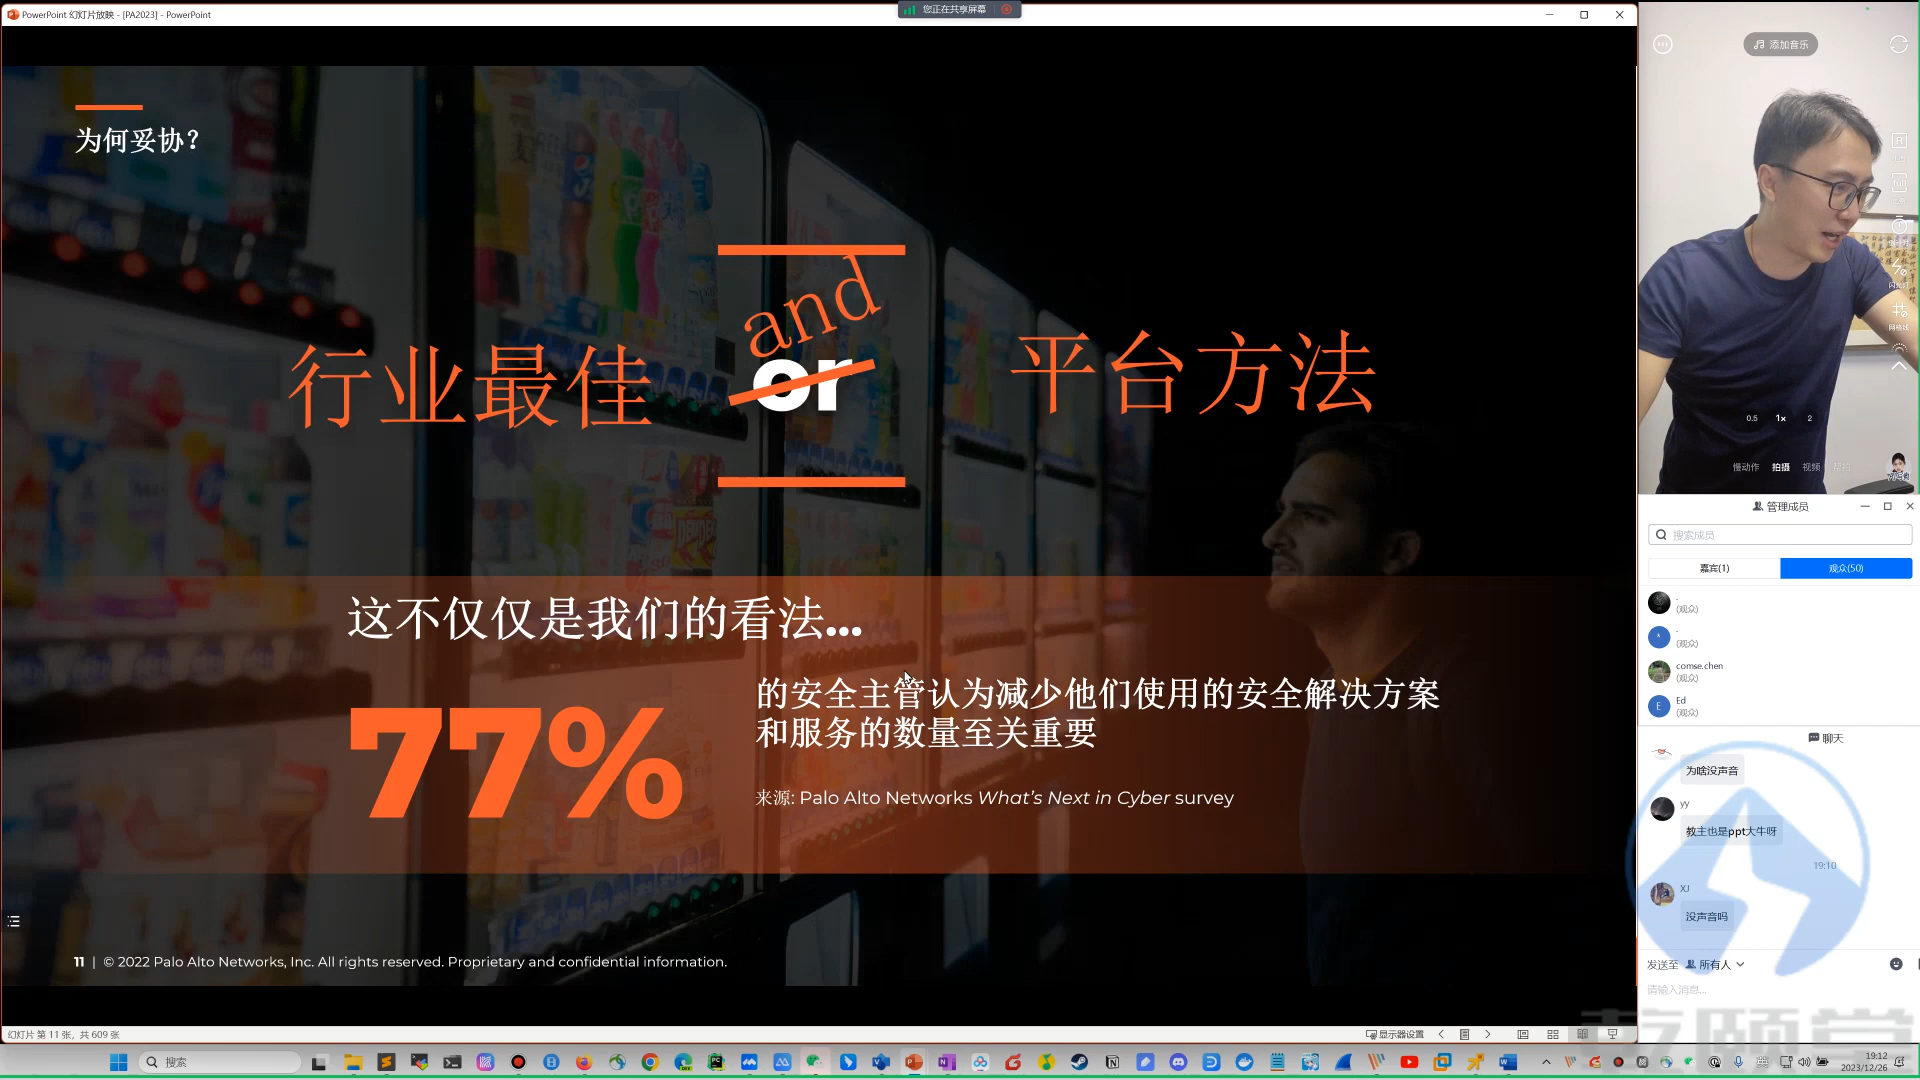 PowerPoint 幻灯片放映 - [PA2023] - PowerPoint
您正在共享屏幕
添加音乐
为何妥协?
and
行业最佳
or
平台方法
这不仅仅是我们的看法...
77%
的安全主管认为减少他们使用的安全解决方案
和服务的数量至关重要
来源: Palo Alto Networks What's Next in Cyber survey
11 | © 2022 Palo Alto Networks, Inc. All rights reserved. Proprietary and confidential information.
幻灯片 第 11 张，共 609 张
显示器设置
0.5
1x
2
慢动作
拍摄
视频
管理成员
搜索成员
嘉宾(1)
观众(50)
(观众)
(观众)
comse.chen
(观众)
E
Ed
(观众)
聊天
为啥没声音
yy
教主也是ppt大牛呀
19:10
XJ
没声音吗
发送至
所有人
请输入消息...
搜索
英
19:12
2023/12/26